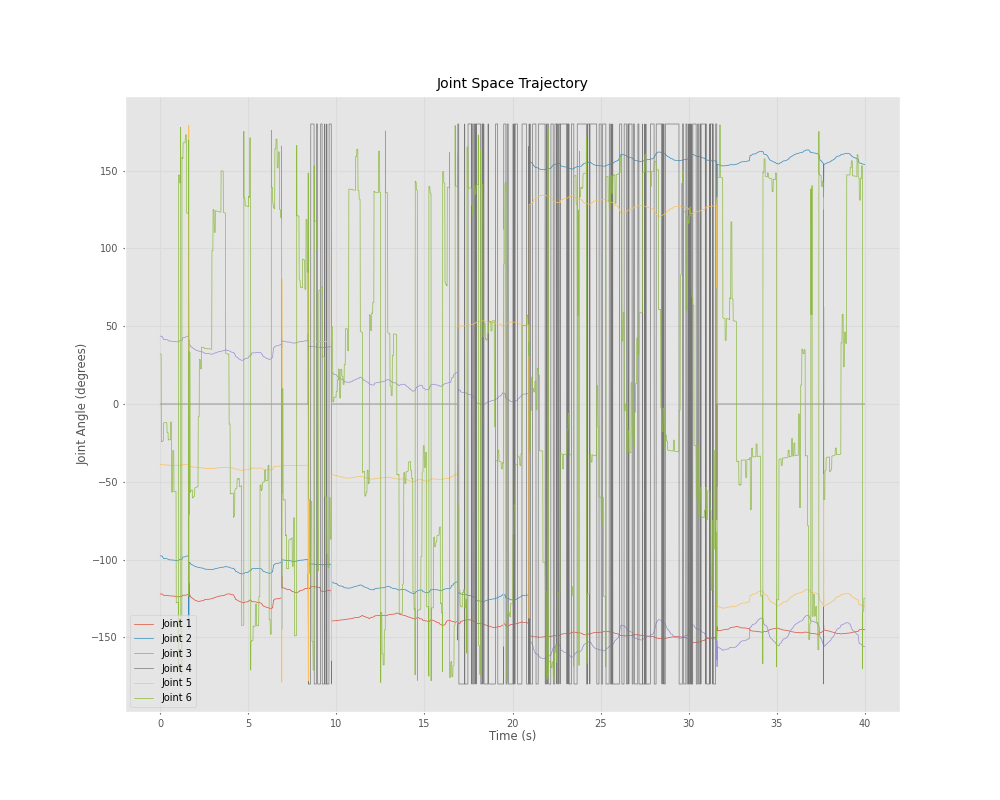 Joint Space Trajectory
Joint Angle (degrees)
150
100
50
0
−50
−100
−150
Joint 1
Joint 2
Joint 3
Joint 4
Joint 5
Joint 6
0 5 10 15 20 25 30 35 40
Time (s)